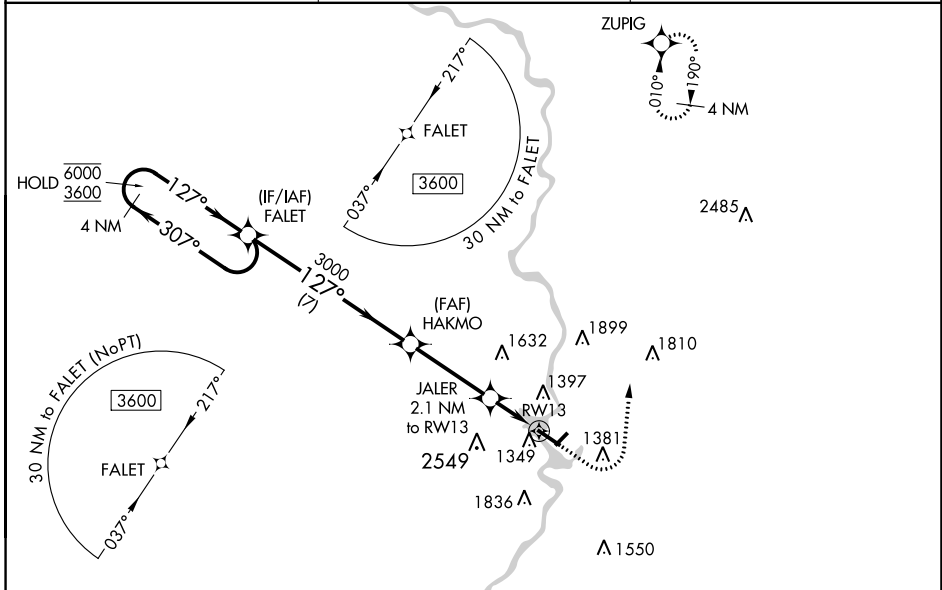 ZUPIG
010°
190°
4 NM
217°
FALET
3600
037°
30 NM to FALET
HOLD 6000
3600
4 NM
127°
307°
(IF/IAF)
FALET
3000
127°
(7)
(FAF)
HAKMO
2485
1632
1899
1810
1397
JALER
2.1 NM
to RW13
RW13
2549
1349
1381
1836
1550
30 NM to FALET (NoPT)
3600
217°
FALET
037°